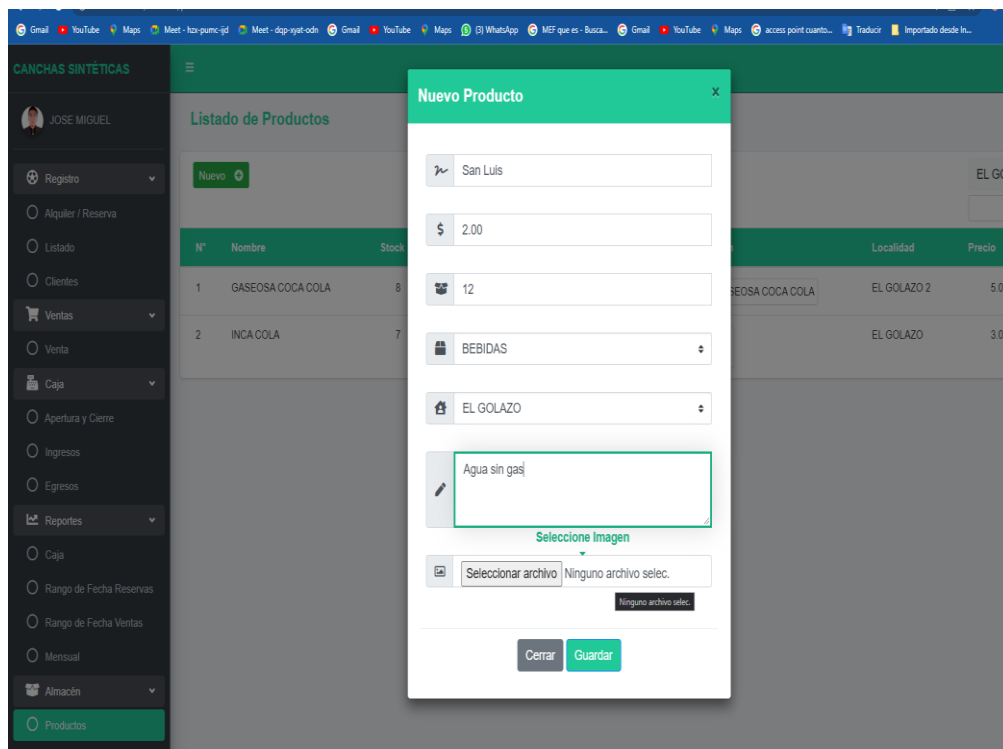 Gmail YouTube Maps Meet - hzx-pumc-ijd Meet - dqp-xyat-odn Gmail YouTube Maps (3) WhatsApp MEF que es - Busca... Gmail YouTube Maps access point cuanto... Traducir Importado desde In...
CANCHAS SINTÉTICAS
JOSE MIGUEL
Registro
Alquiler / Reserva
Listado
Clientes
Ventas
Venta
Caja
Apertura y Cierre
Ingresos
Egresos
Reportes
Caja
Rango de Fecha Reservas
Rango de Fecha Ventas
Mensual
Almacén
Productos
Listado de Productos
Nuevo
EL GO
N° Nombre Stock Localidad Precio
1 GASEOSA COCA COLA 8 SEOSA COCA COLA EL GOLAZO 2 5.0
2 INCA COLA 7 EL GOLAZO 3.0
Nuevo Producto x
San Luis
$ 2.00
12
BEBIDAS
EL GOLAZO
Agua sin gas
Seleccione Imagen
Seleccionar archivo Ninguno archivo selec.
Ninguno archivo selec.
Cerrar Guardar